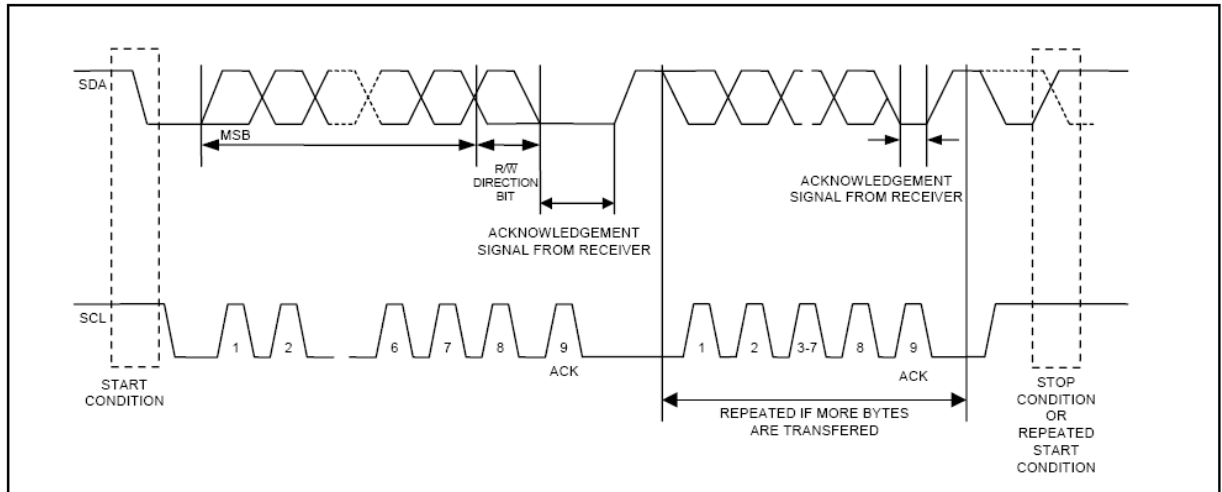 SDA
MSB
R/W
DIRECTION
BIT
ACKNOWLEDGEMENT
SIGNAL FROM RECEIVER
ACKNOWLEDGEMENT
SIGNAL FROM RECEIVER
SCL
1 2 6 7 8 9 1 2 3-7 8 9
ACK ACK
START
CONDITION
REPEATED IF MORE BYTES
ARE TRANSFERED
STOP
CONDITION
OR
REPEATED
START
CONDITION